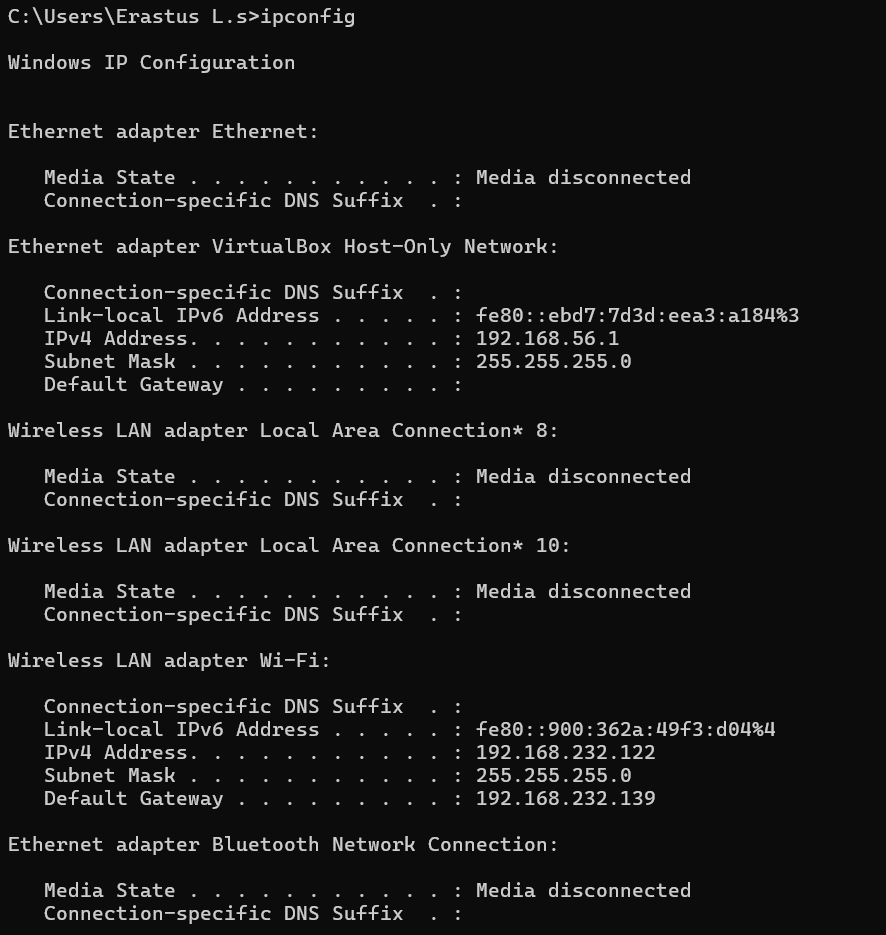 C:\Users\Erastus L.s>ipconfig
Windows IP Configuration
Ethernet adapter Ethernet:
Media State . . . . . . . . . . . : Media disconnected
Connection-specific DNS Suffix  . :
Ethernet adapter VirtualBox Host-Only Network:
Connection-specific DNS Suffix  . :
Link-local IPv6 Address . . . . . : fe80::ebd7:7d3d:eea3:a184%3
IPv4 Address. . . . . . . . . . . : 192.168.56.1
Subnet Mask . . . . . . . . . . . : 255.255.255.0
Default Gateway . . . . . . . . . :
Wireless LAN adapter Local Area Connection* 8:
Media State . . . . . . . . . . . : Media disconnected
Connection-specific DNS Suffix  . :
Wireless LAN adapter Local Area Connection* 10:
Media State . . . . . . . . . . . : Media disconnected
Connection-specific DNS Suffix  . :
Wireless LAN adapter Wi-Fi:
Connection-specific DNS Suffix  . :
Link-local IPv6 Address . . . . . : fe80::900:362a:49f3:d04%4
IPv4 Address. . . . . . . . . . . : 192.168.232.122
Subnet Mask . . . . . . . . . . . : 255.255.255.0
Default Gateway . . . . . . . . . : 192.168.232.139
Ethernet adapter Bluetooth Network Connection:
Media State . . . . . . . . . . . : Media disconnected
Connection-specific DNS Suffix  . :